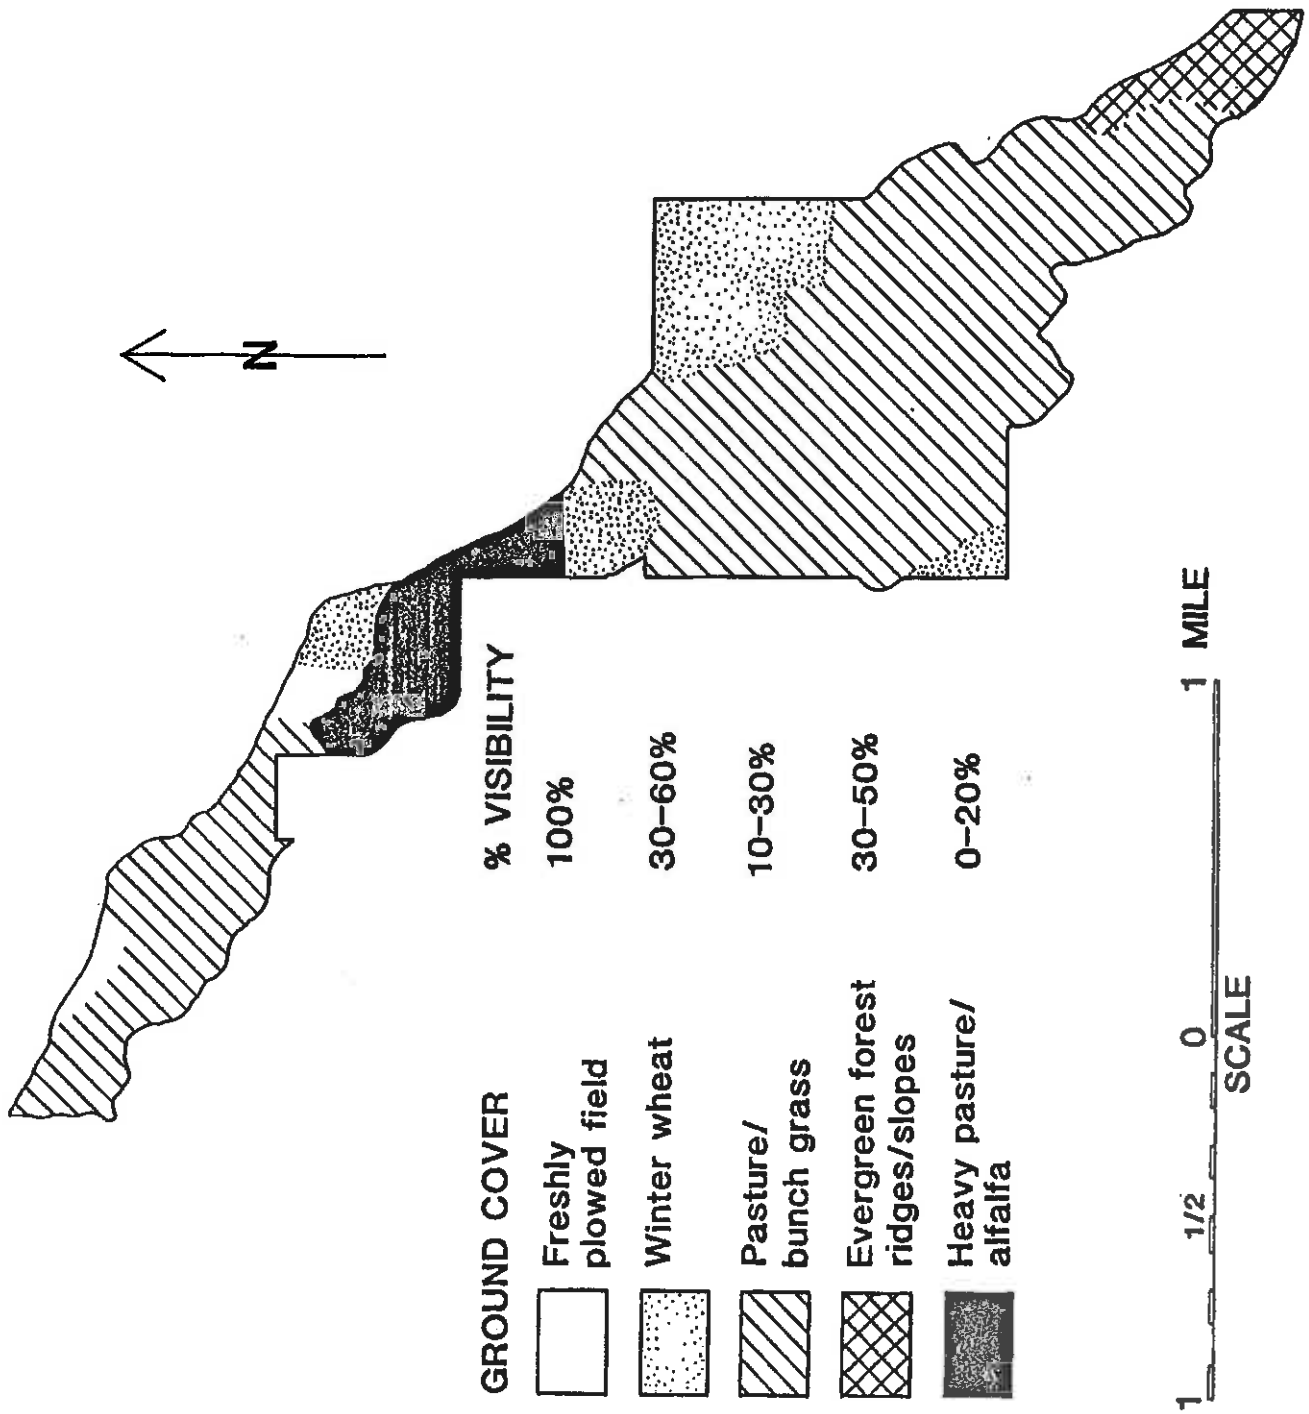 N
GROUND COVER % VISIBILITY
Freshly
plowed field 100%
Winter wheat 30-60%
Pasture/
bunch grass 10-30%
Evergreen forest
ridges/slopes 30-50%
Heavy pasture/
alfalfa 0-20%
1 1/2 0 1 MILE
SCALE